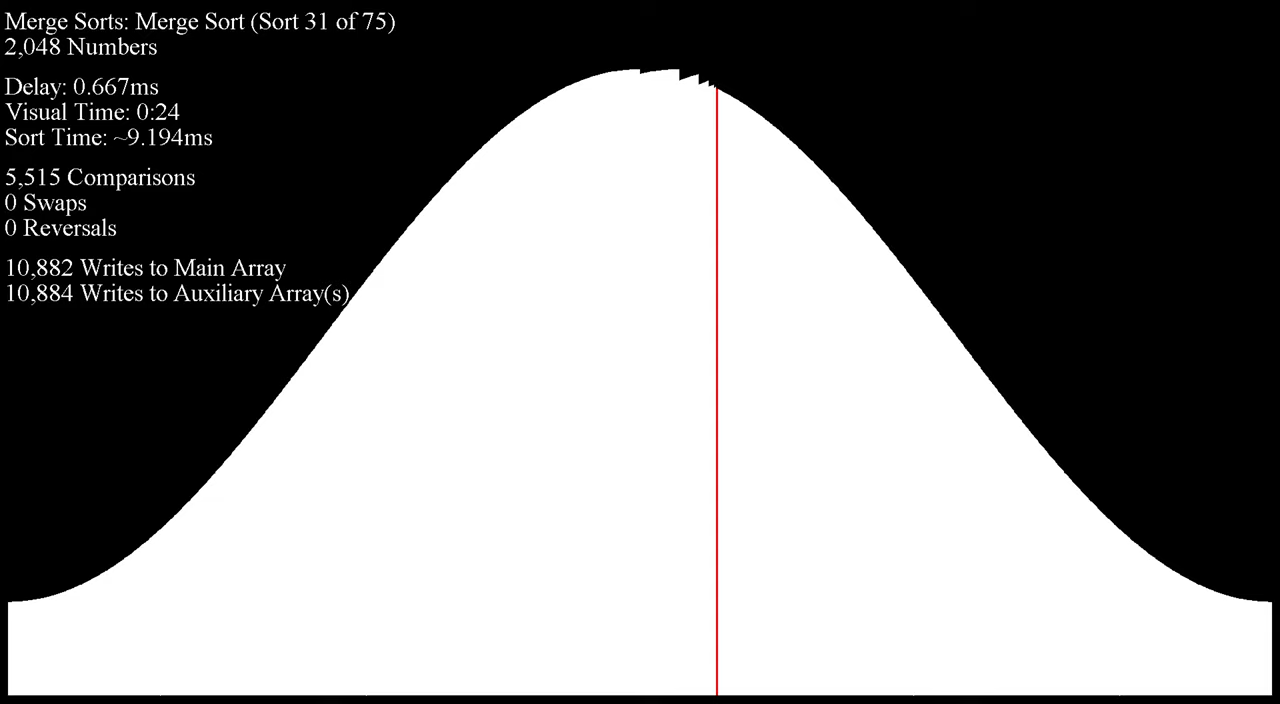 Merge Sorts: Merge Sort (Sort 31 of 75)
2,048 Numbers
Delay: 0.667ms
Visual Time: 0:24
Sort Time: ~9.194ms
5,515 Comparisons
0 Swaps
0 Reversals
10,882 Writes to Main Array
10,884 Writes to Auxiliary Array(s)